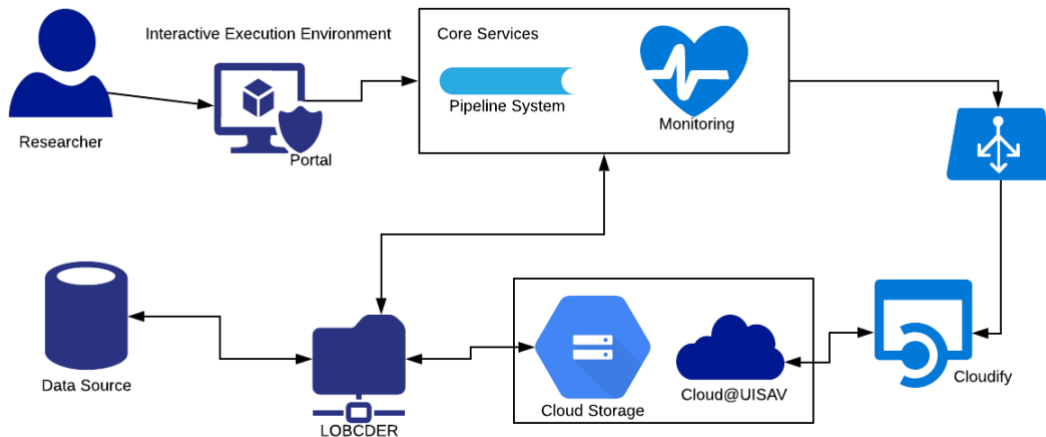 Interactive Execution Environment
Core Services
Pipeline System
Monitoring
Researcher
Portal
Data Source
LOBCDER
Cloud Storage
Cloud@UISAV
Cloudify